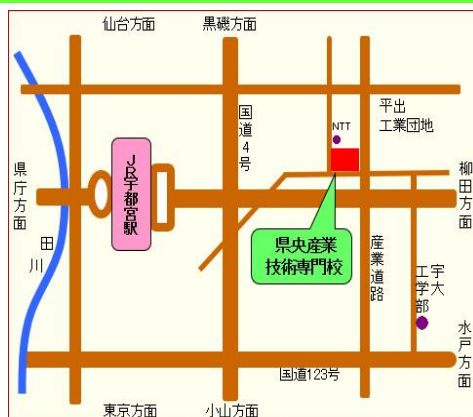 仙台方面
黒磯方面
国道4号
NTT
平出
工業団地
JR宇都宮駅
県庁方面
柳田方面
田川
県央産業
技術専門校
産業道路
宇大
工学部
水戸方面
国道123号
東京方面
小山方面